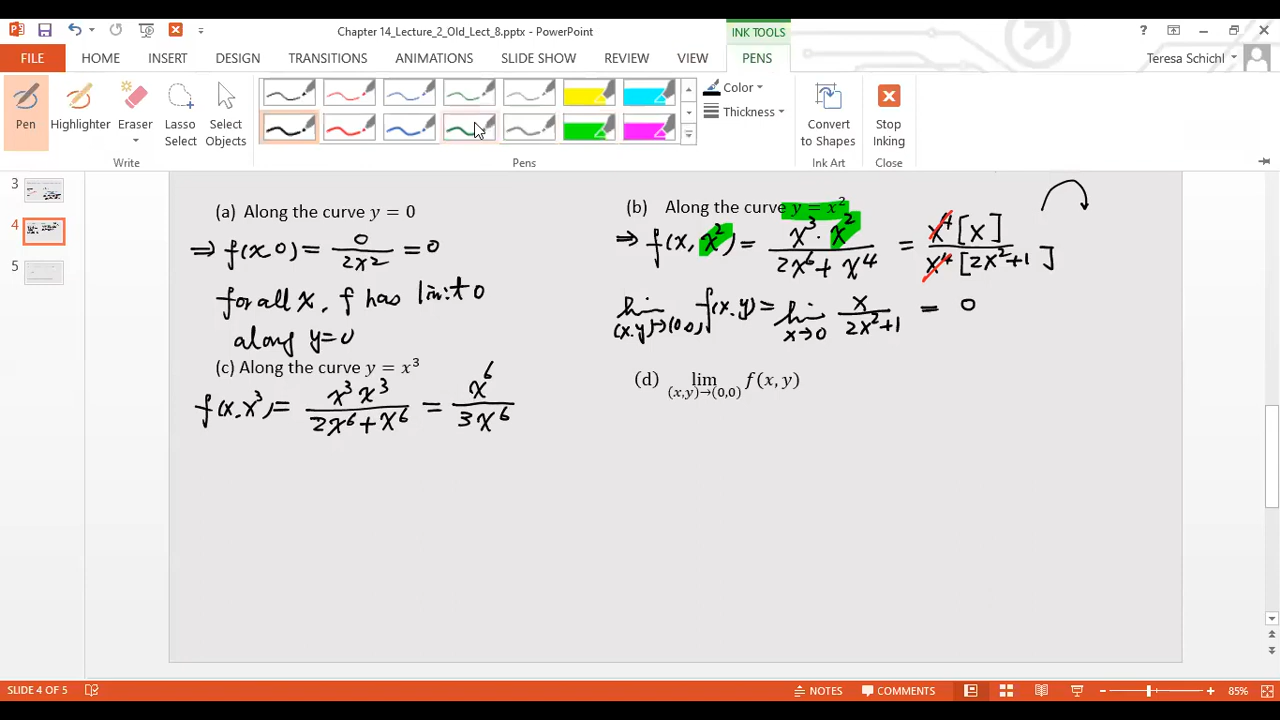 Chapter 14_Lecture_2_Old_Lect_8.pptx - PowerPoint
INK TOOLS
?
FILE HOME INSERT DESIGN TRANSITIONS ANIMATIONS SLIDE SHOW REVIEW VIEW PENS
Teresa Schichl
Pen
Highlighter
Eraser
Lasso Select
Select Objects
Color
Thickness
Convert to Shapes
Stop Inking
Write
Pens
Ink Art
Close
3
4
5
(a) Along the curve y = 0
⇒ f(x,0) = 0/2x² = 0
for all x, f has limit 0
along y=0
(c) Along the curve y = x³
f(x,x³) = x³x³/(2x⁶+x⁶) = x⁶/3x⁶
(b) Along the curve y = x²
⇒ f(x, x²) = x³·x²/(2x⁶+x⁴) = x⁴[x]/x⁴[2x²+1]
lim (x,y)→(0,0) f(x,y) = lim x→0 x/(2x²+1) = 0
(d) lim (x,y)→(0,0) f(x, y)
SLIDE 4 OF 5
NOTES
COMMENTS
85%